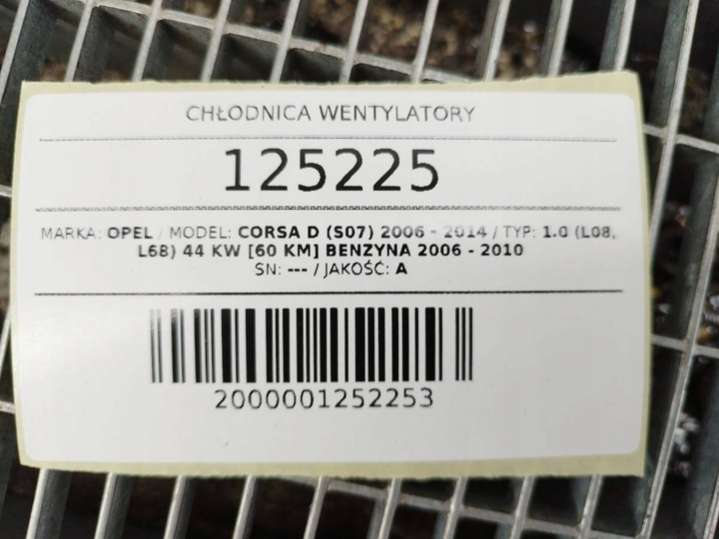 CHŁODNICA WENTYLATORY
125225
MARKA: OPEL / MODEL: CORSA D (S07) 2006 - 2014 / TYP: 1.0 (L08,
L68) 44 KW [60 KM] BENZYNA 2006 - 2010
SN: --- / JAKOŚĆ: A
2000001252253